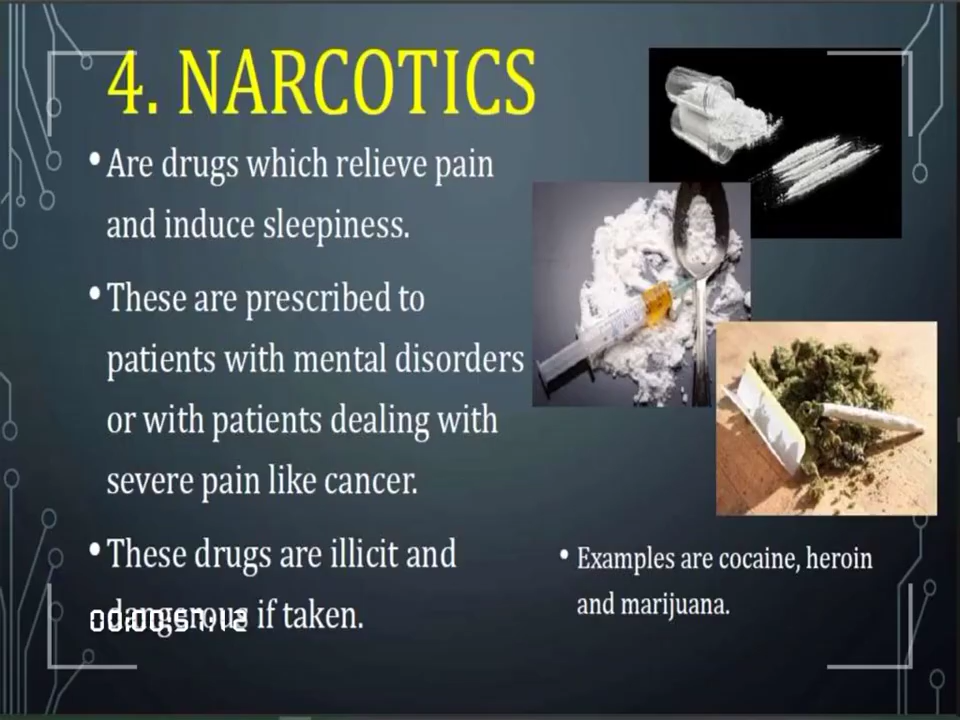 4. NARCOTICS
• Are drugs which relieve pain
and induce sleepiness.
• These are prescribed to
patients with mental disorders
or with patients dealing with
severe pain like cancer.
• These drugs are illicit and
dangerous if taken.
• Examples are cocaine, heroin
and marijuana.